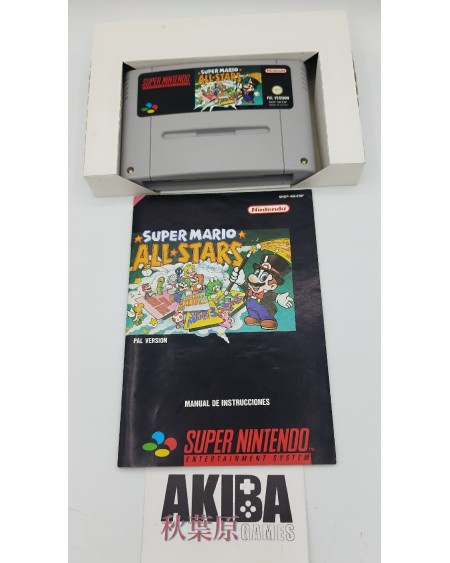 SUPER NINTENDO
SUPER MARIO
ALL★STARS
Nintendo
PAL VERSION
Nintendo
SUPER MARIO
ALL★STARS
PAL VERSION
MANUAL DE INSTRUCCIONES
SUPER NINTENDO
ENTERTAINMENT SYSTEM
AKIBA
秋葉原
GAMES